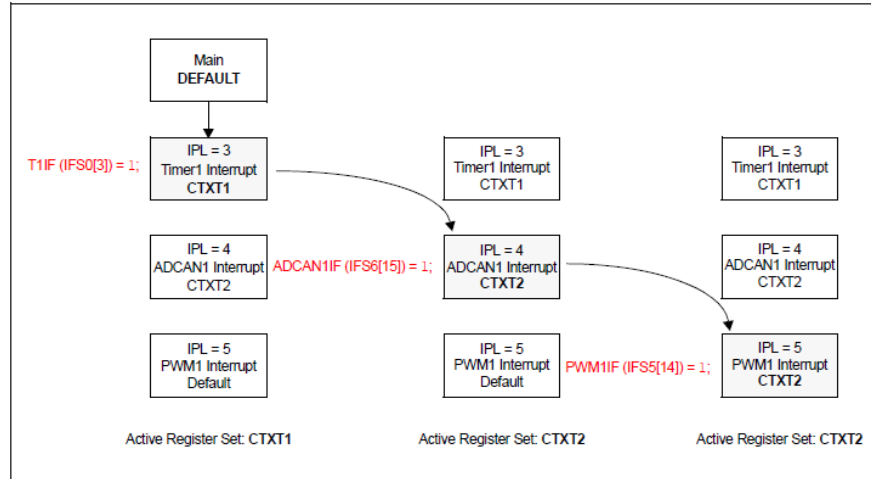 Main
DEFAULT
T1IF (IFS0[3]) = 1;
IPL = 3
Timer1 Interrupt
CTXT1
IPL = 3
Timer1 Interrupt
CTXT1
IPL = 3
Timer1 Interrupt
CTXT1
IPL = 4
ADCAN1 Interrupt
CTXT2
ADCAN1IF (IFS6[15]) = 1;
IPL = 4
ADCAN1 Interrupt
CTXT2
IPL = 4
ADCAN1 Interrupt
CTXT2
IPL = 5
PWM1 Interrupt
Default
IPL = 5
PWM1 Interrupt
Default
PWM1IF (IFS5[14]) = 1;
IPL = 5
PWM1 Interrupt
CTXT2
Active Register Set: CTXT1
Active Register Set: CTXT2
Active Register Set: CTXT2